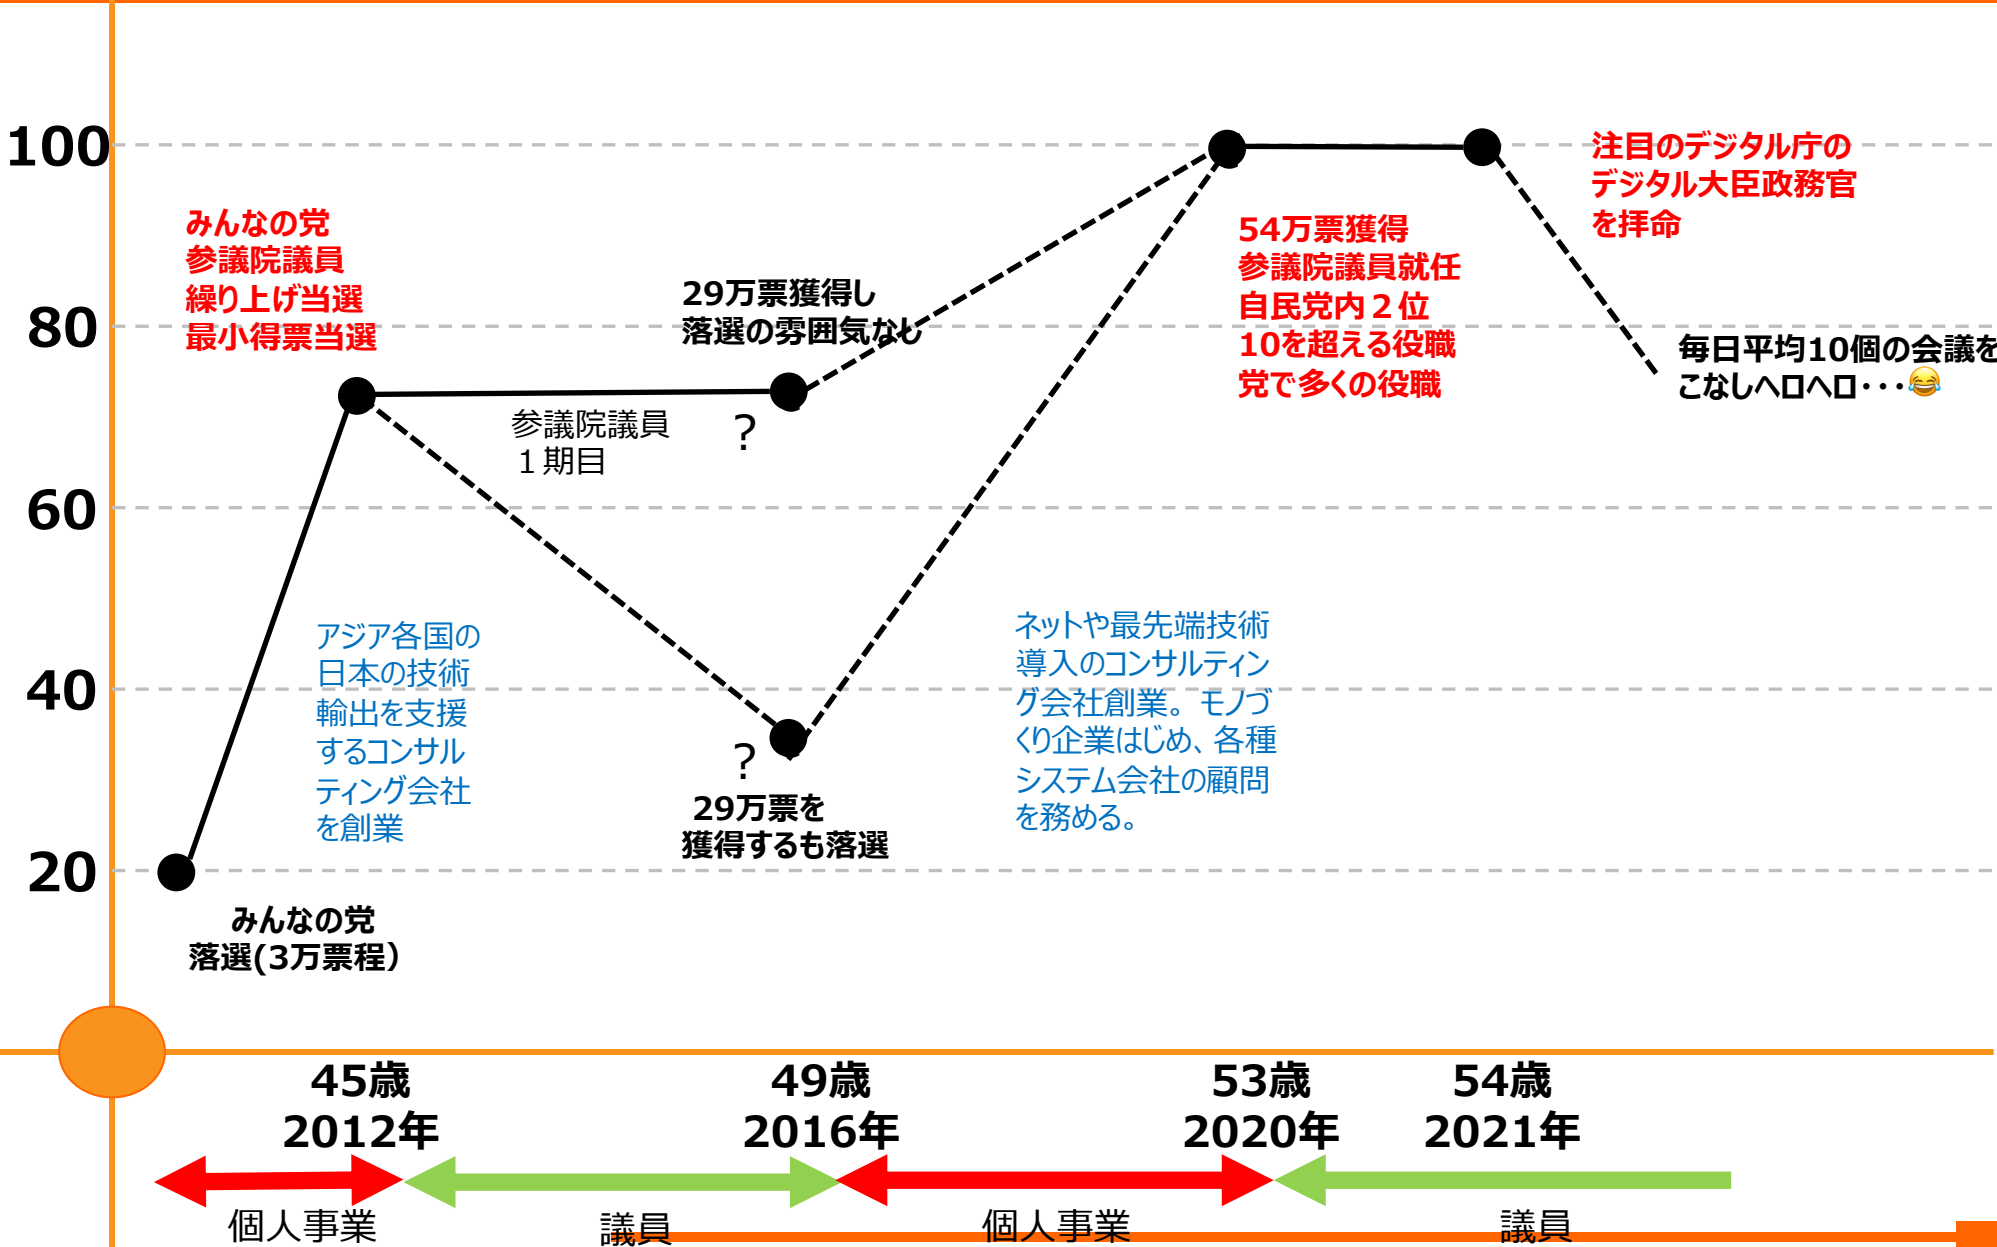 100
80
60
40
20
みんなの党
参議院議員
繰り上げ当選
最小得票当選
29万票獲得し
落選の雰囲気なし
54万票獲得
参議院議員就任
自民党内２位
10を超える役職
党で多くの役職
注目のデジタル庁の
デジタル大臣政務官
を拝命
毎日平均10個の会議を
こなしヘロヘロ・・・😂
参議院議員
１期目
？
アジア各国の
日本の技術
輸出を支援
するコンサル
ティング会社
を創業
？
29万票を
獲得するも落選
ネットや最先端技術
導入のコンサルティン
グ会社創業。モノづ
くり企業はじめ、各種
システム会社の顧問
を務める。
みんなの党
落選(3万票程）
45歳
2012年
49歳
2016年
53歳
2020年
54歳
2021年
個人事業
議員
個人事業
議員